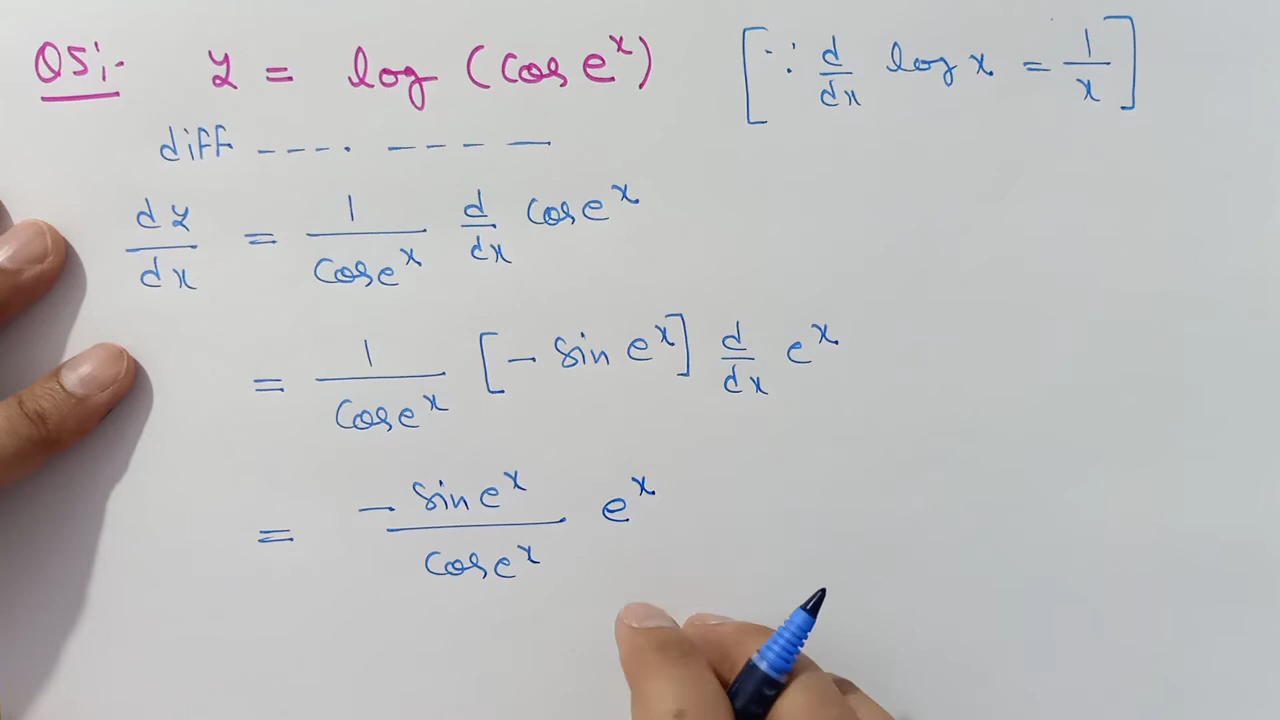 Q5:- y = log (cos e^x) [∵ d/dx log x = 1/x]
diff ---- ----
dy/dx = 1/cos e^x d/dx cos e^x
= 1/cos e^x [- sin e^x] d/dx e^x
= - sin e^x/cos e^x e^x